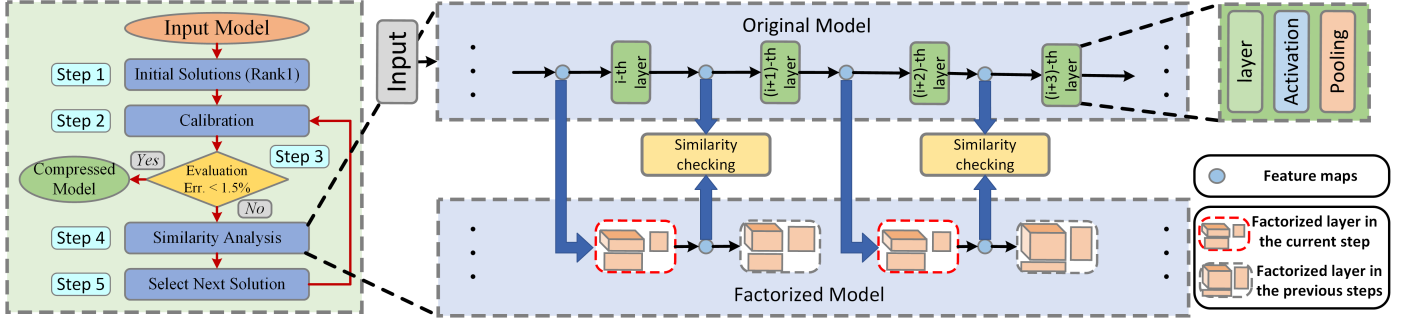 Input Model
Step 1
Initial Solutions (Rank1)
Step 2
Calibration
Step 3
Yes
Compressed
Model
Evaluation
Err. < 1.5%
No
Step 4
Similarity Analysis
Step 5
Select Next Solution
Input
Original Model
i-th
layer
(i+1)-th
layer
(i+2)-th
layer
(i+3)-th
layer
Similarity
checking
Similarity
checking
Factorized Model
layer
Activation
Pooling
Feature maps
Factorized layer in
the current step
Factorized layer in
the previous steps